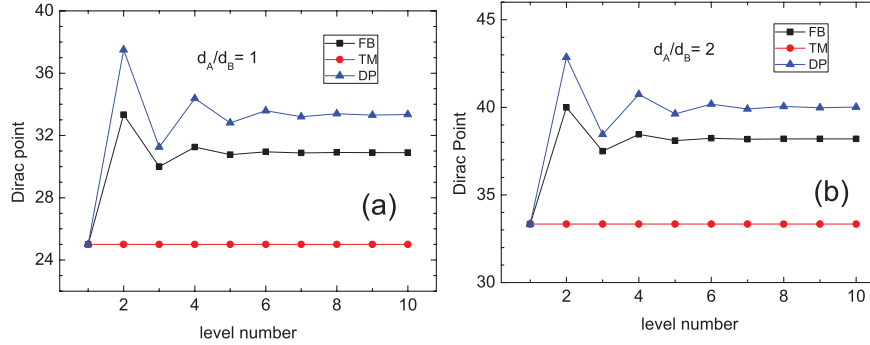 40
36
32
28
24
Dirac point
d_A/d_B= 1
FB
TM
DP
(a)
2
4
6
8
10
level number
45
40
35
30
Dirac Point
d_A/d_B= 2
FB
TM
DP
(b)
2
4
6
8
10
level number